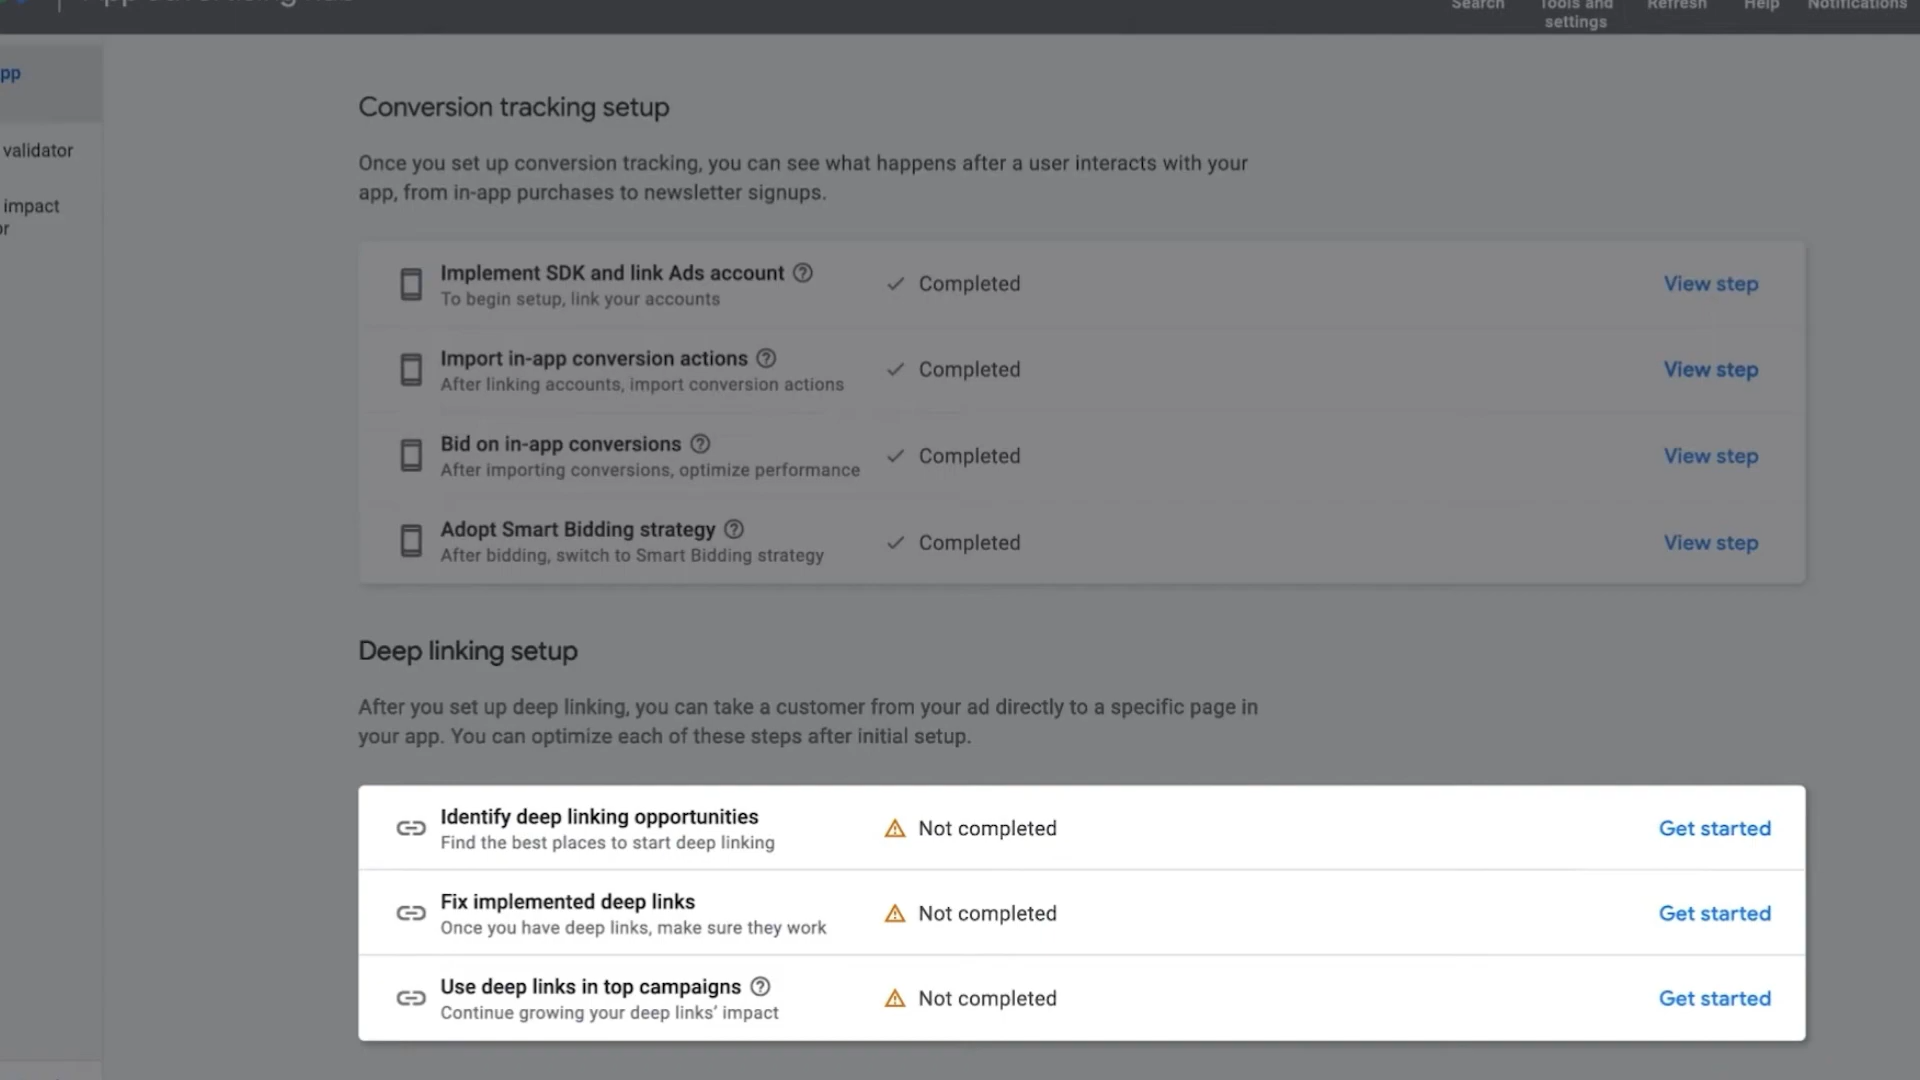 Search
Tools and
settings
Refresh
Help
Notifications
validator
impact
Conversion tracking setup
Once you set up conversion tracking, you can see what happens after a user interacts with your
app, from in-app purchases to newsletter signups.
Implement SDK and link Ads account
To begin setup, link your accounts
Completed
View step
Import in-app conversion actions
After linking accounts, import conversion actions
Completed
View step
Bid on in-app conversions
After importing conversions, optimize performance
Completed
View step
Adopt Smart Bidding strategy
After bidding, switch to Smart Bidding strategy
Completed
View step
Deep linking setup
After you set up deep linking, you can take a customer from your ad directly to a specific page in
your app. You can optimize each of these steps after initial setup.
Identify deep linking opportunities
Find the best places to start deep linking
Not completed
Get started
Fix implemented deep links
Once you have deep links, make sure they work
Not completed
Get started
Use deep links in top campaigns
Continue growing your deep links’ impact
Not completed
Get started